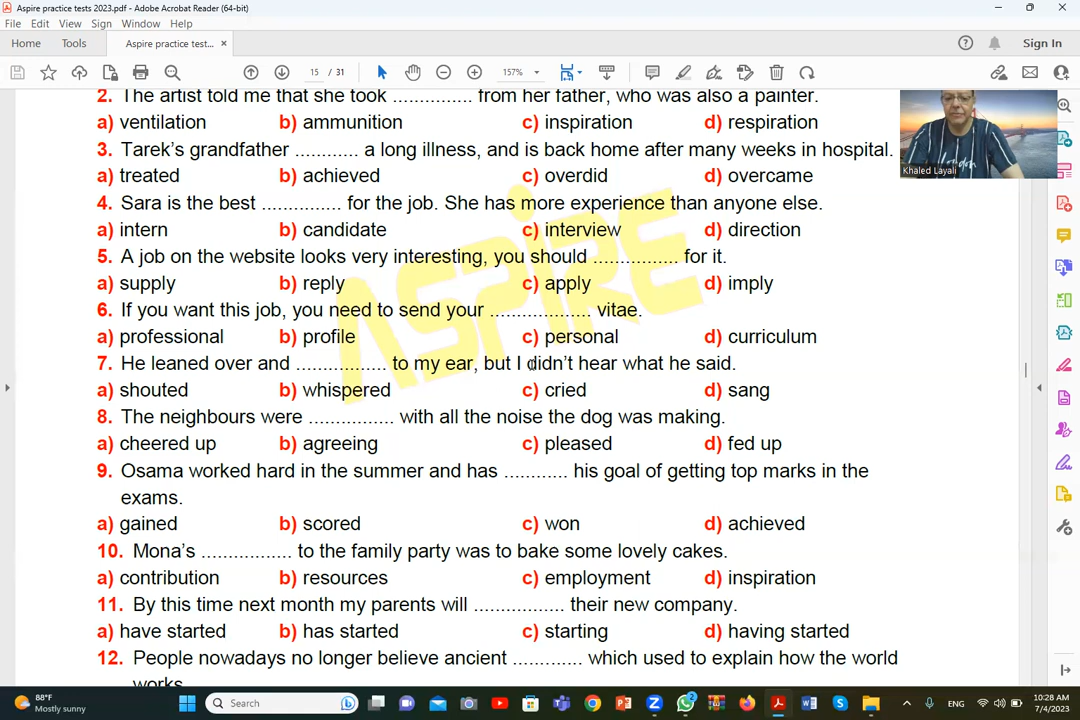 Aspire practice tests 2023.pdf - Adobe Acrobat Reader (64-bit)
File Edit View Sign Window Help
Home Tools Aspire practice test... × Sign In
15 / 31 157%
2. The artist told me that she took ............... from her father, who was also a painter.
a) ventilation b) ammunition c) inspiration d) respiration
3. Tarek's grandfather ............ a long illness, and is back home after many weeks in hospital.
a) treated b) achieved c) overdid d) overcame
4. Sara is the best ............... for the job. She has more experience than anyone else.
a) intern b) candidate c) interview d) direction
5. A job on the website looks very interesting, you should ................ for it.
a) supply b) reply c) apply d) imply
6. If you want this job, you need to send your ................... vitae.
a) professional b) profile c) personal d) curriculum
7. He leaned over and ................. to my ear, but I didn't hear what he said.
a) shouted b) whispered c) cried d) sang
8. The neighbours were ................ with all the noise the dog was making.
a) cheered up b) agreeing c) pleased d) fed up
9. Osama worked hard in the summer and has ............ his goal of getting top marks in the
exams.
a) gained b) scored c) won d) achieved
10. Mona's ................. to the family party was to bake some lovely cakes.
a) contribution b) resources c) employment d) inspiration
11. By this time next month my parents will ................. their new company.
a) have started b) has started c) starting d) having started
12. People nowadays no longer believe ancient ............. which used to explain how the world
works.
ASPIRE
Khaled Layali
88°F
Mostly sunny
Search
2
ENG
10:28 AM
7/4/2023